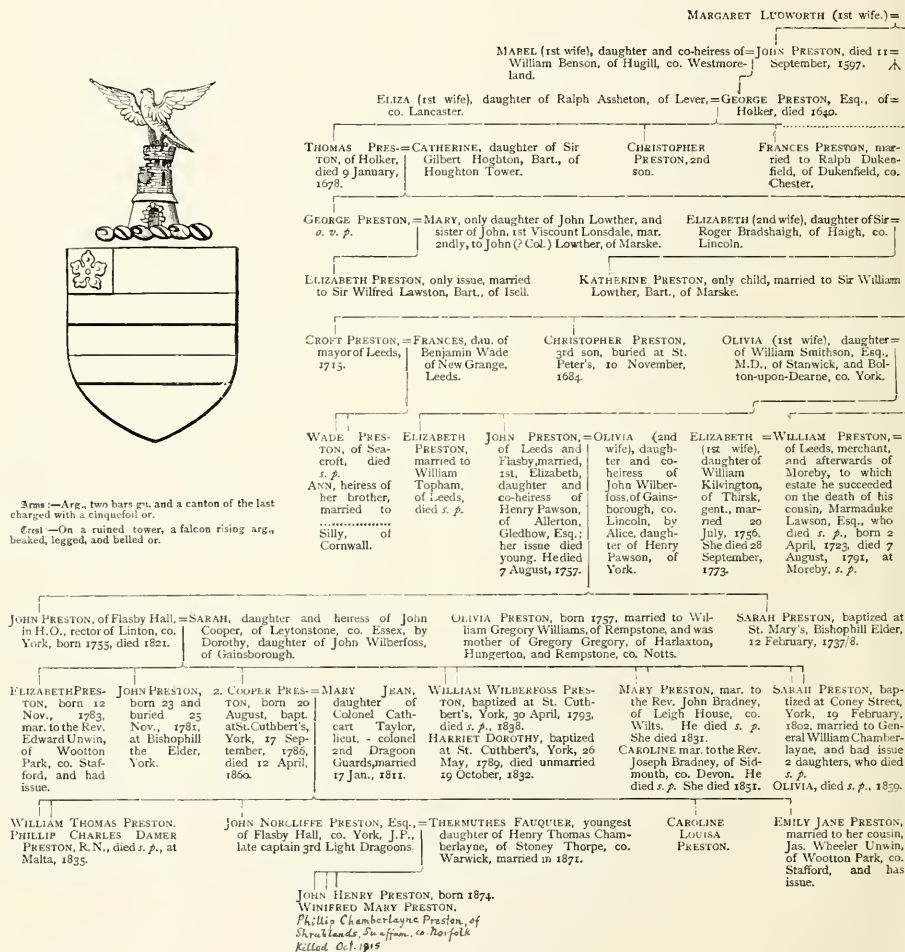 MARGARET LUDWORTH (1st wife.)=
MABEL (1st wife), daughter and co-heiress of=JOHN PRESTON, died 11=
William Benson, of Hugill, co. Westmore-
land.
September, 1597.
ELIZA (1st wife), daughter of Ralph Assheton, of Lever,=GEORGE PRESTON, Esq., of=
co. Lancaster.
Holker, died 1640.
THOMAS PRES-
TON, of Holker,
died 9 January,
1678.
=CATHERINE, daughter of Sir
Gilbert Hoghton, Bart., of
Houghton Tower.
CHRISTOPHER
PRESTON, 2nd
son.
FRANCES PRESTON, mar-
ried to Ralph Duken-
field, of Dukenfield, co.
Chester.
GEORGE PRESTON,
o. v. p.
=MARY, only daughter of John Lowther, and
sister of John, 1st Viscount Lonsdale, mar.
2ndly, to John (? Col.) Lowther, of Marske.
ELIZABETH (2nd wife), daughter of Sir=
Roger Bradshaigh, of Haigh, co.
Lincoln.
ELIZABETH PRESTON, only issue, married
to Sir Wilfred Lawston, Bart., of Isell.
KATHERINE PRESTON, only child, married to Sir William
Lowther, Bart., of Marske.
CROFT PRESTON,
mayor of Leeds,
1715.
=FRANCES, dau. of
Benjamin Wade
of New Grange,
Leeds.
CHRISTOPHER PRESTON,
3rd son, buried at St.
Peter's, 10 November,
1684.
OLIVIA (1st wife), daughter=
of William Smithson, Esq.,
M.D., of Stanwick, and Bol-
ton-upon-Dearne, co. York.
WADE PRES-
TON, of Sea-
croft, died
s. p.
ANN, heiress of
her brother,
married to
..................
Silly, of
Cornwall.
ELIZABETH
PRESTON,
married to
William
Topham,
of Leeds,
died s. p.
JOHN PRESTON,
of Leeds and
Flasby, married,
1st, Elizabeth,
daughter and
co-heiress of
Henry Pawson,
of Allerton,
Gledbow, Esq.;
her issue died
young. He died
7 August, 1757.
=OLIVIA (2nd
wife), daugh-
ter and co-
heiress of
John Wilber-
foss, of Gains-
borough, co.
Lincoln, by
Alice, daugh-
ter of Henry
Pawson, of
York.
ELIZABETH
(1st wife),
daughter of
William
Kilvington,
of Thirsk,
gent., mar-
ried 20
July, 1756.
She died 28
September,
1773.
=WILLIAM PRESTON,=
of Leeds, merchant,
and afterwards of
Moreby, to which
estate he succeeded
on the death of his
cousin, Marmaduke
Lawson, Esq., who
died s. p., born 2
April, 1723, died 7
August, 1791, at
Moreby, s. p.
Arms:—Arg., two bars gu. and a canton of the last
charged with a cinquefoil or.
Crest—On a ruined tower, a falcon rising arg.,
beaked, legged, and belled or.
JOHN PRESTON, of Flasby Hall,
in H.O., rector of Linton, co.
York, born 1755, died 1821.
=SARAH, daughter and heiress of John
Cooper, of Leytonstone, co. Essex, by
Dorothy, daughter of John Wilberfoss,
of Gainsborough.
OLIVIA PRESTON, born 1757, married to Wil-
liam Gregory Williams, of Rempstone, and was
mother of Gregory Gregory, of Harlaxton,
Hungerton, and Rempstone, co. Notts.
SARAH PRESTON, baptized at
St. Mary's, Bishophill Elder,
12 February, 1737/8.
ELIZABETH PRES-
TON, born 12
Nov., 1783,
mar. to the Rev.
Edward Unwin,
of Wootton
Park, co. Staf-
ford, and had
issue.
JOHN PRESTON,
born 23 and
buried 25
Nov., 1781,
at Bishophill
the Elder,
York.
2. COOPER PRES-
TON, born 20
August, bapt.
at St. Cuthbert's,
York, 17 Sep-
tember, 1786,
died 12 April,
1860.
=MARY JEAN,
daughter of
Colonel Cath-
cart Taylor,
lieut.-colonel
2nd Dragoon
Guards, married
17 Jan., 1811.
WILLIAM WILBERFOSS PRES-
TON, baptized at St. Cuth-
bert's, York, 30 April, 1793,
died s. p., 1838.
HARRIET DOROTHY, baptized
at St. Cuthbert's, York, 26
May, 1789, died unmarried
19 October, 1832.
MARY PRESTON, mar. to
the Rev. John Bradney,
of Leigh House, co.
Wilts. He died s. p.
She died 1831.
CAROLINE mar. to the Rev.
Joseph Bradney, of Sid-
mouth, co. Devon. He
died s. p. She died 1851.
SARAH PRESTON, bap-
tized at Coney Street,
York, 19 February,
1802, married to Gen-
eral William Chamber-
layne, and had issue
2 daughters, who died
s. p.
OLIVIA, died s. p., 1859.
WILLIAM THOMAS PRESTON.
PHILLIP CHARLES DAMER
PRESTON, R.N., died s. p., at
Malta, 1835.
JOHN NORCLIFFE PRESTON, Esq.,
of Flasby Hall, co. York, J.P.,
late captain 3rd Light Dragoons.
=THERMUTHES FAUQUIER, youngest
daughter of Henry Thomas Cham-
berlayne, of Stoney Thorpe, co.
Warwick, married in 1871.
CAROLINE
LOUISA
PRESTON.
EMILY JANE PRESTON,
married to her cousin,
Jas. Wheeler Unwin,
of Wootton Park, co.
Stafford, and has
issue.
JOHN HENRY PRESTON, born 1874.
WINIFRED MARY PRESTON.
Phillip Chamberlayne Preston, of
Shrublands, Swaffam, co. Norfolk
Killed Oct. 1915